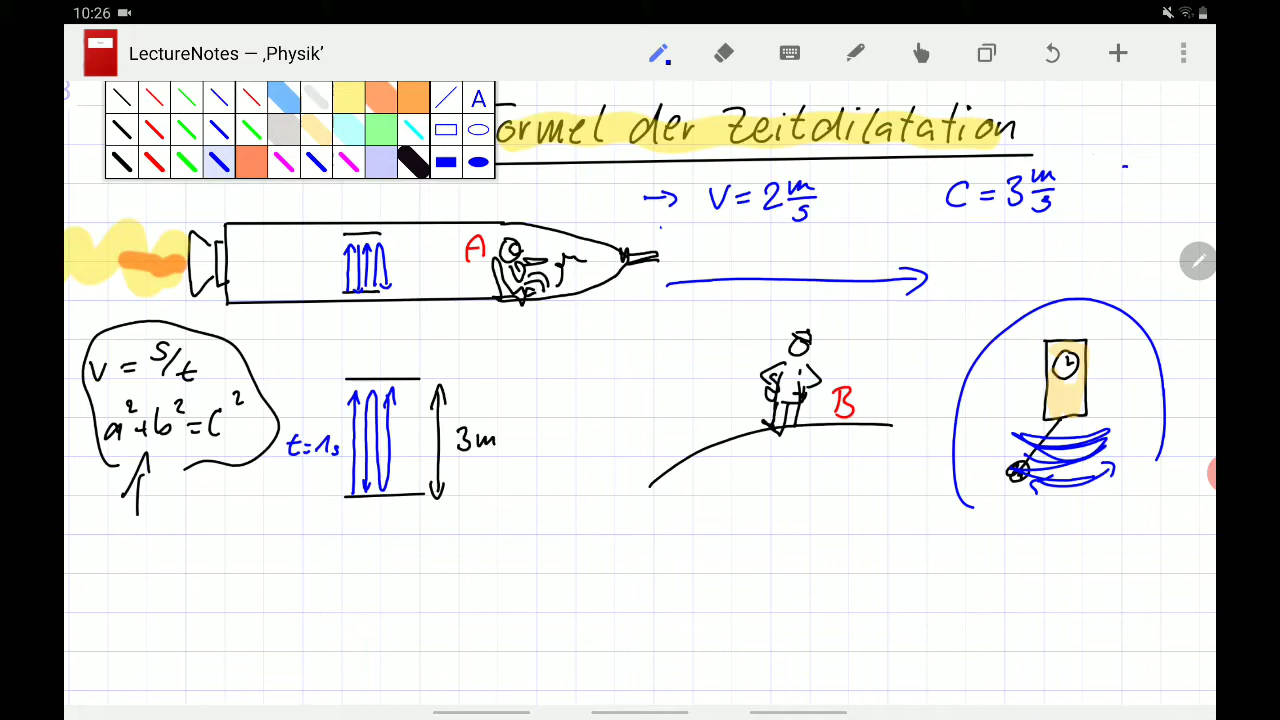 10:26
LectureNotes — ‚Physik’
A
ormel der Zeitdilatation
→ V = 2 m/s
C = 3 m/s
A
v = s/t
a² + b² = c²
t = 1s
3m
B